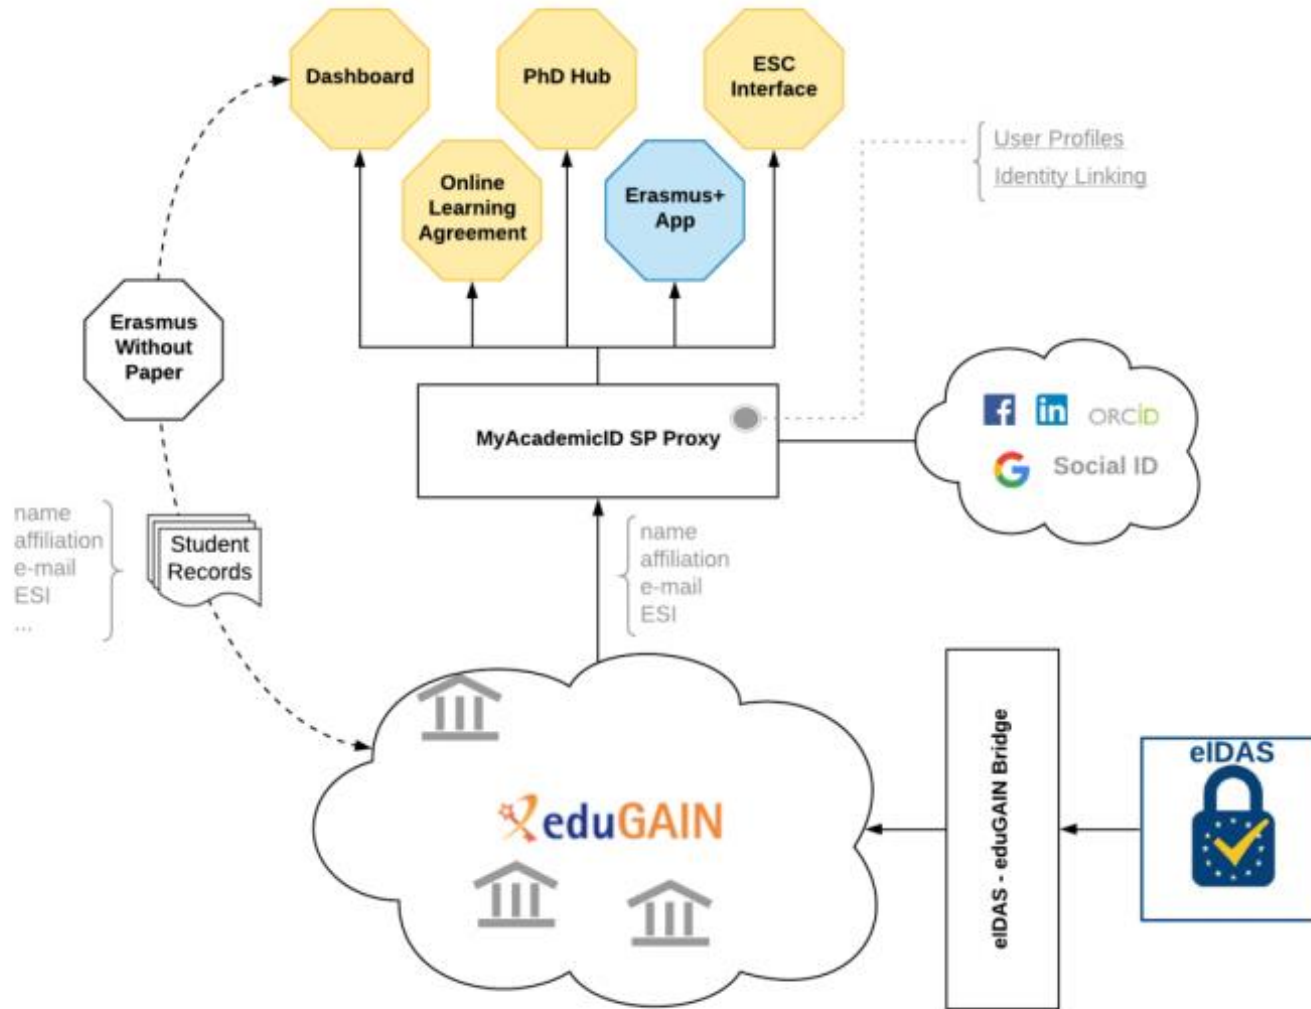 Dashboard
PhD Hub
ESC
Interface
User Profiles
Identity Linking
Online
Learning
Agreement
Erasmus+
App
Erasmus
Without
Paper
MyAcademicID SP Proxy
f
in
ORCiD
G
Social ID
name
affiliation
e-mail
ESI
...
Student
Records
name
affiliation
e-mail
ESI
eduGAIN
eIDAS - eduGAIN Bridge
eIDAS